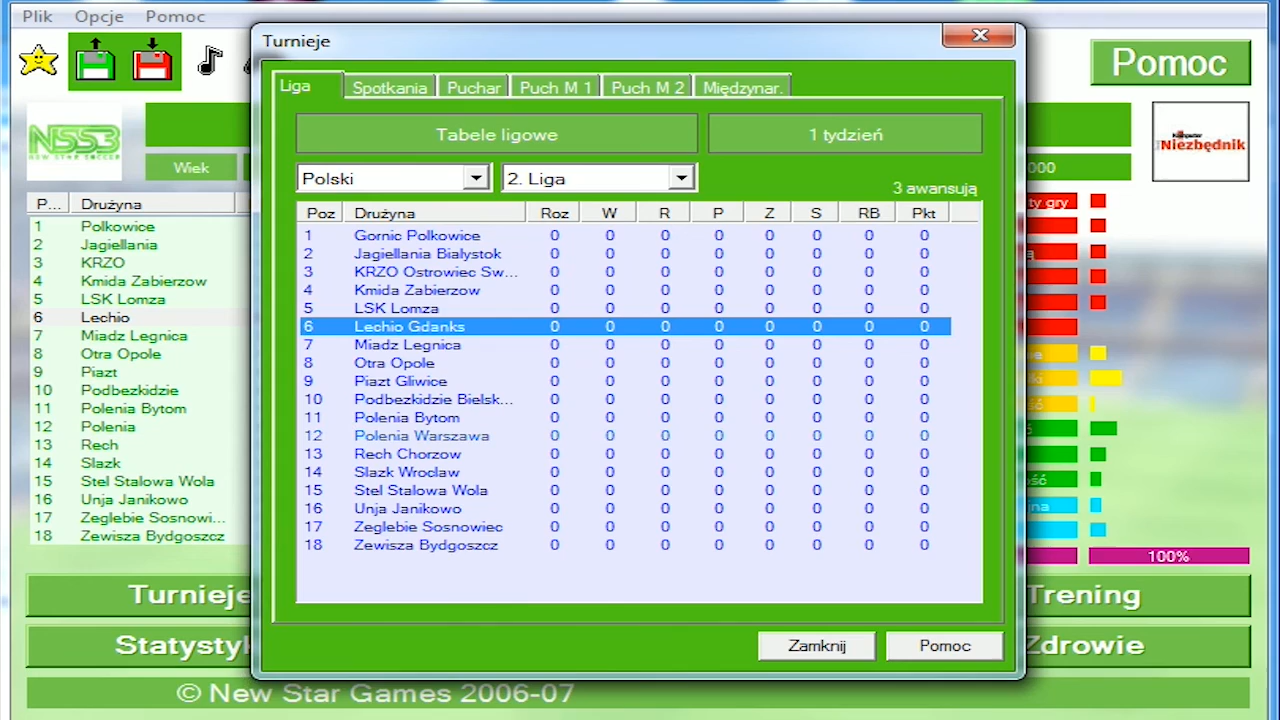 Plik Opcje Pomoc
Turnieje
Pomoc
Liga Spotkania Puchar Puch M 1 Puch M 2 Międzynar.
NSS3
NEW STAR SOCCER
Wiek
Tabele ligowe 1 tydzień
Komputer
Niezbędnik
000
Polski 2. Liga
3 awansują
P... Drużyna
1 Polkowice
2 Jagiellania
3 KRZO
4 Kmida Zabierzow
5 LSK Lomza
6 Lechio
7 Miadz Legnica
8 Otra Opole
9 Piazt
10 Podbezkidzie
11 Polenia Bytom
12 Polenia
13 Rech
14 Slazk
15 Stel Stalowa Wola
16 Unja Janikowo
17 Zeglebie Sosnowi...
18 Zewisza Bydgoszcz
Poz Drużyna Roz W R P Z S RB Pkt
1 Gornic Polkowice 0 0 0 0 0 0 0 0
2 Jagiellania Bialystok 0 0 0 0 0 0 0 0
3 KRZO Ostrowiec Sw... 0 0 0 0 0 0 0 0
4 Kmida Zabierzow 0 0 0 0 0 0 0 0
5 LSK Lomza 0 0 0 0 0 0 0 0
6 Lechio Gdanks 0 0 0 0 0 0 0 0
7 Miadz Legnica 0 0 0 0 0 0 0 0
8 Otra Opole 0 0 0 0 0 0 0 0
9 Piazt Gliwice 0 0 0 0 0 0 0 0
10 Podbezkidzie Bielsk... 0 0 0 0 0 0 0 0
11 Polenia Bytom 0 0 0 0 0 0 0 0
12 Polenia Warszawa 0 0 0 0 0 0 0 0
13 Rech Chorzow 0 0 0 0 0 0 0 0
14 Slazk Wroclaw 0 0 0 0 0 0 0 0
15 Stel Stalowa Wola 0 0 0 0 0 0 0 0
16 Unja Janikowo 0 0 0 0 0 0 0 0
17 Zeglebie Sosnowiec 0 0 0 0 0 0 0 0
18 Zewisza Bydgoszcz 0 0 0 0 0 0 0 0
ty gry
100%
Zamknij Pomoc
Turnieje Trening
Statystyk Zdrowie
© New Star Games 2006-07